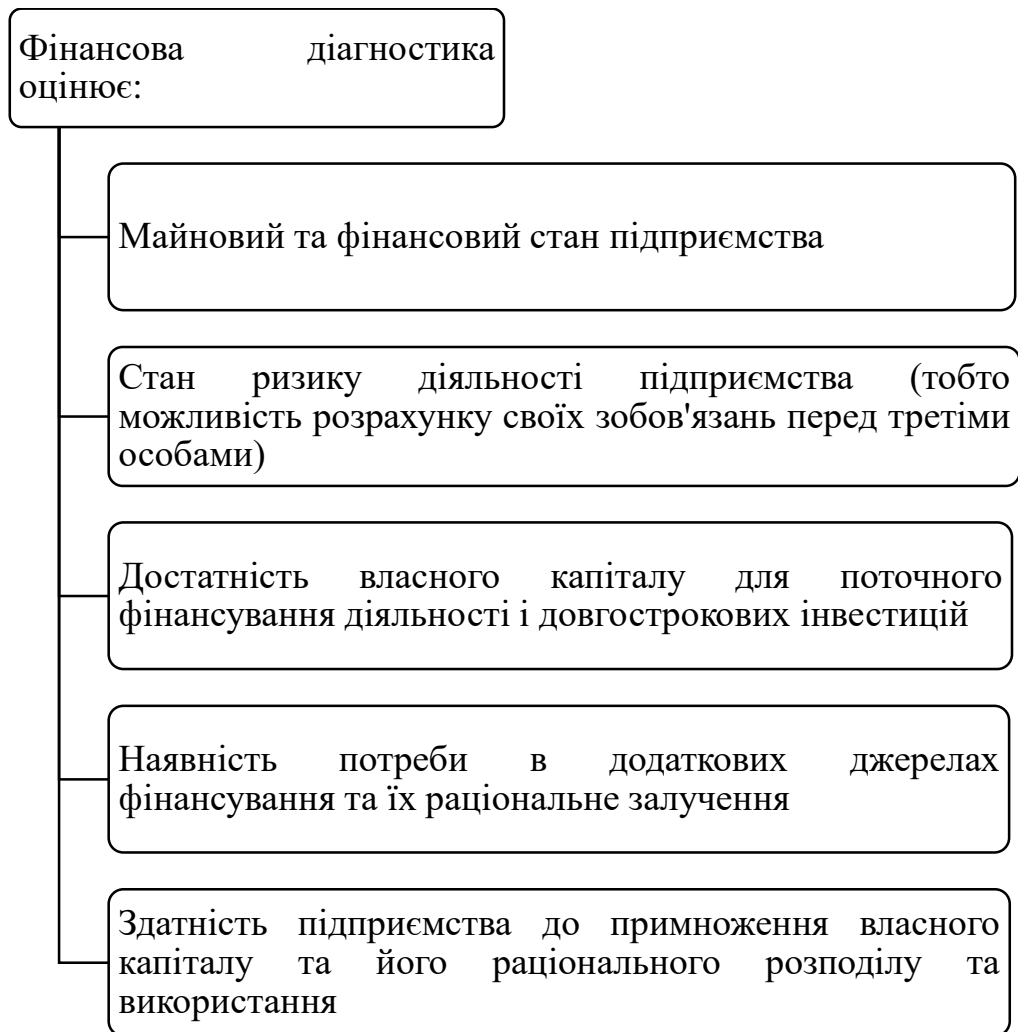 Фінансова діагностика
оцінює:
Майновий та фінансовий стан підприємства
Стан ризику діяльності підприємства (тобто
можливість розрахунку своїх зобов'язань перед третіми
особами)
Достатність власного капіталу для поточного
фінансування діяльності і довгострокових інвестицій
Наявність потреби в додаткових джерелах
фінансування та їх раціональне залучення
Здатність підприємства до примноження власного
капіталу та його раціонального розподілу та
використання